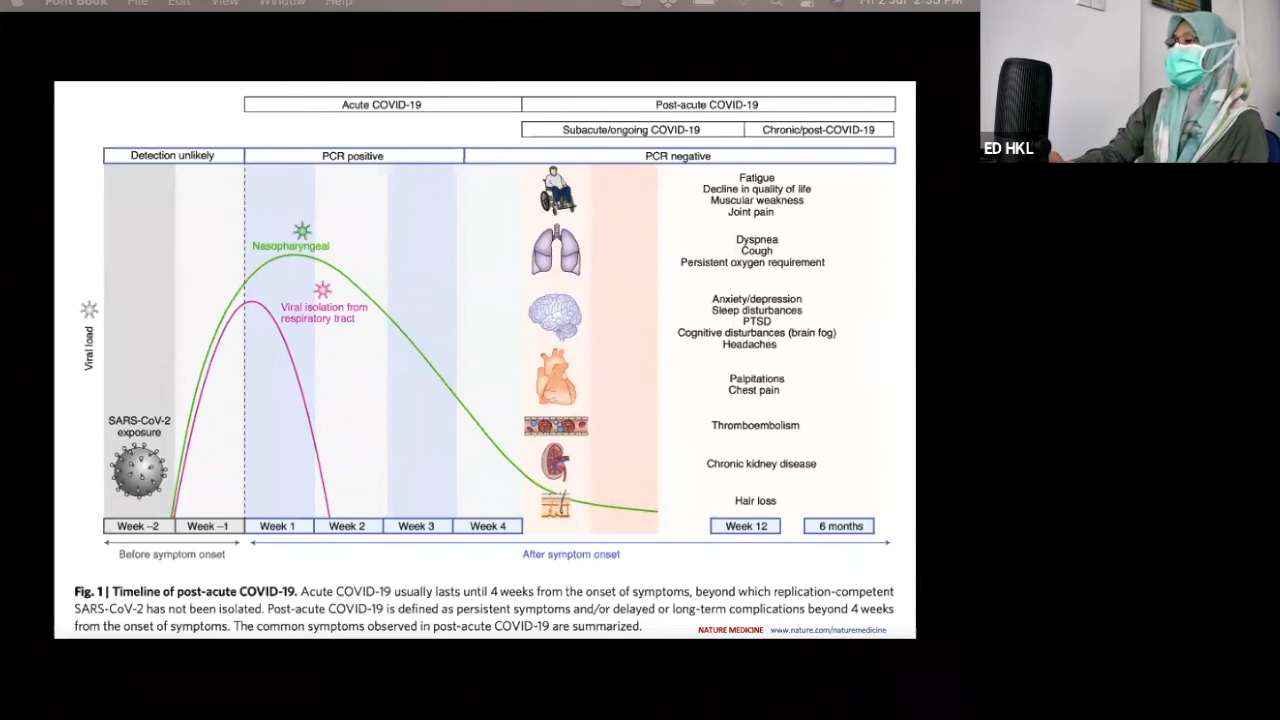 Font Book File Edit View Window Help
Acute COVID-19 Post-acute COVID-19
Subacute/ongoing COVID-19 Chronic/post-COVID-19
Detection unlikely PCR positive PCR negative
Fatigue
Decline in quality of life
Muscular weakness
Joint pain
Nasopharyngeal
Dyspnea
Cough
Persistent oxygen requirement
Viral isolation from
respiratory tract
Viral load
Anxiety/depression
Sleep disturbances
PTSD
Cognitive disturbances (brain fog)
Headaches
Palpitations
Chest pain
SARS-CoV-2
exposure
Thromboembolism
Chronic kidney disease
Hair loss
Week –2 Week –1 Week 1 Week 2 Week 3 Week 4 Week 12 6 months
Before symptom onset After symptom onset
Fig. 1 | Timeline of post-acute COVID-19. Acute COVID-19 usually lasts until 4 weeks from the onset of symptoms, beyond which replication-competent
SARS-CoV-2 has not been isolated. Post-acute COVID-19 is defined as persistent symptoms and/or delayed or long-term complications beyond 4 weeks
from the onset of symptoms. The common symptoms observed in post-acute COVID-19 are summarized.
NATURE MEDICINE www.nature.com/naturemedicine
ED HKL